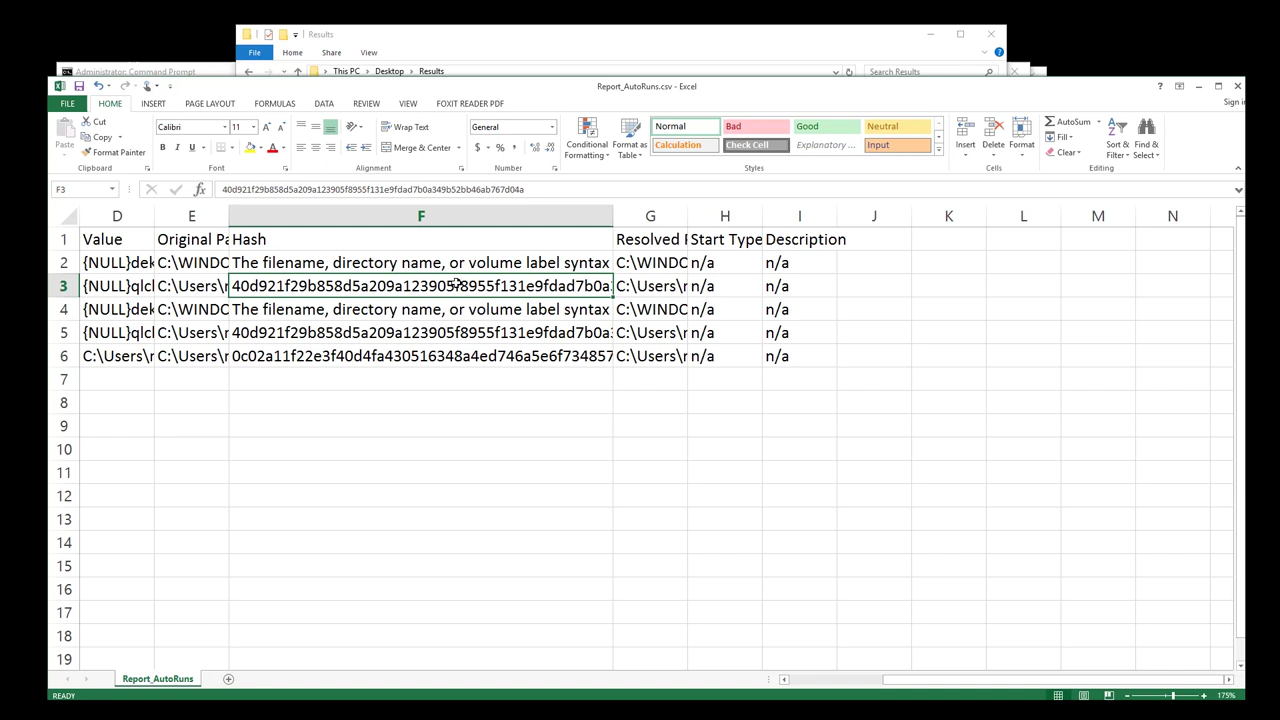 Results
File Home Share View
Administrator: Command Prompt
This PC Desktop Results
Search Results
Report_AutoRuns.csv - Excel
FILE HOME INSERT PAGE LAYOUT FORMULAS DATA REVIEW VIEW FOXIT READER PDF
Sign in
Paste
Cut
Copy
Format Painter
Clipboard
Calibri 11
B I U
Font
Wrap Text
Merge & Center
Alignment
General
$ % ,
Number
Conditional Formatting
Format as Table
Normal Bad Good Neutral
Calculation Check Cell Explanatory ... Input
Styles
Insert Delete Format
Cells
AutoSum
Fill
Clear
Sort & Filter
Find & Select
Editing
F3
fx
40d921f29b858d5a209a123905f8955f131e9fdad7b0a349b52bb46ab767d04a
D E F G H I J K L M N
1 Value Original Pa Hash Resolved Start Type Description
2 {NULL}dek C:\WINDO The filename, directory name, or volume label syntax C:\WINDO n/a n/a
3 {NULL}qlcl C:\Users\r 40d921f29b858d5a209a123905f8955f131e9fdad7b0a C:\Users\r n/a n/a
4 {NULL}dek C:\WINDO The filename, directory name, or volume label syntax C:\WINDO n/a n/a
5 {NULL}qlcl C:\Users\r 40d921f29b858d5a209a123905f8955f131e9fdad7b0a C:\Users\r n/a n/a
6 C:\Users\r C:\Users\r 0c02a11f22e3f40d4fa430516348a4ed746a5e6f734857 C:\Users\r n/a n/a
7
8
9
10
11
12
13
14
15
16
17
18
19
Report_AutoRuns
READY
175%